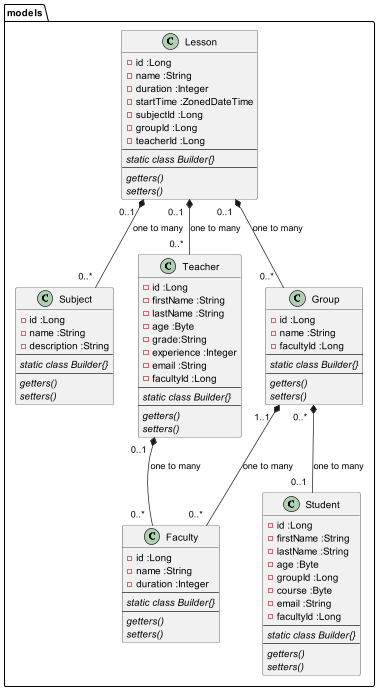 models
C Lesson
id :Long
name :String
duration :Integer
startTime :ZonedDateTime
subjectId :Long
groupId :Long
teacherId :Long
static class Builder{}
getters()
setters()
0..1
0..1
0..1
one to many
one to many
one to many
0..*
0..*
0..*
C Subject
id :Long
name :String
description :String
static class Builder{}
getters()
setters()
C Teacher
id :Long
firstName :String
lastName :String
age :Byte
grade:String
experience :Integer
email :String
facultyId :Long
static class Builder{}
getters()
setters()
C Group
id :Long
name :String
facultyId :Long
static class Builder{}
getters()
setters()
0..1
1..1
0..*
one to many
one to many
one to many
0..*
0..*
0..1
C Faculty
id :Long
name :String
duration :Integer
static class Builder{}
getters()
setters()
C Student
id :Long
firstName :String
lastName :String
age :Byte
groupId :Long
course :Byte
email :String
facultyId :Long
static class Builder{}
getters()
setters()